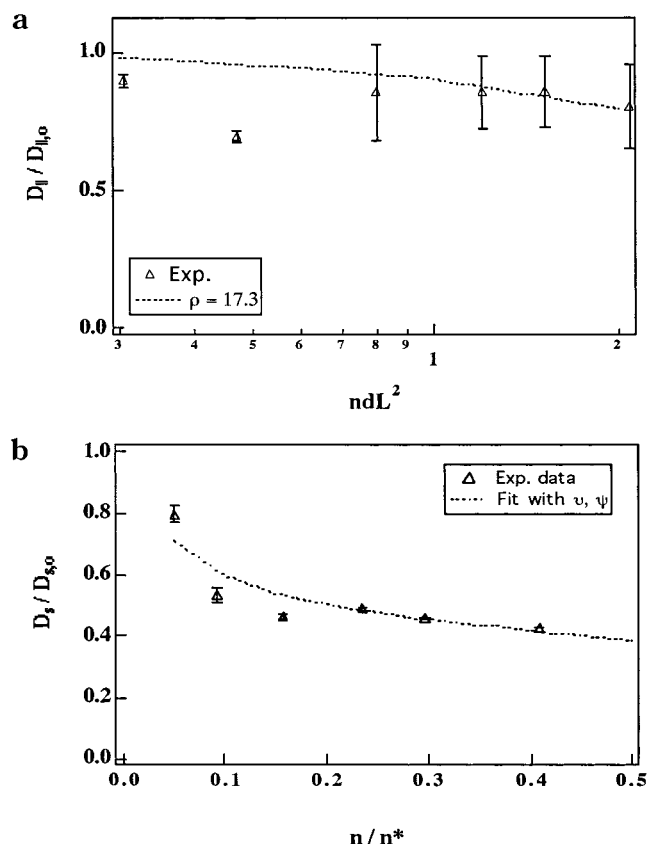 a
1.0
0.5
0.0
D∥ / D∥,o
Exp.
ρ = 17.3
3 4 5 6 7 8 9 1 2
ndL²
b
1.0
0.8
0.6
0.4
0.2
0.0
Ds / Ds,o
Exp. data
Fit with υ, ψ
0.0 0.1 0.2 0.3 0.4 0.5
n / n*